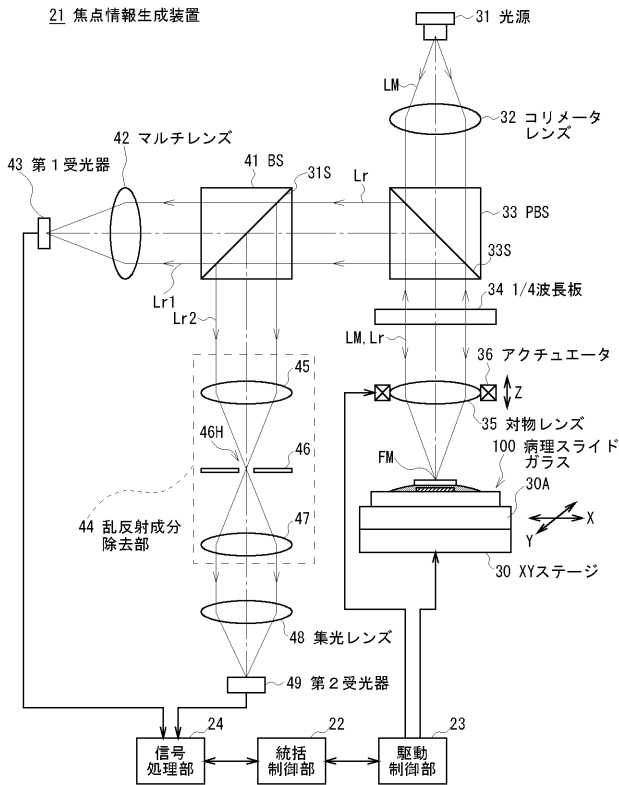 21 焦点情報生成装置
31 光源
LM
32 コリメータ
レンズ
42 マルチレンズ
43 第1受光器
41 BS
31S
Lr
33 PBS
33S
Lr1
Lr2
34 1/4波長板
LM,Lr
36 アクチュエータ
Z
45
35 対物レンズ
46H
46
FM
100 病理スライド
ガラス
30A
X
Y
44 乱反射成分
除去部
47
30 XYステージ
48 集光レンズ
49 第2受光器
24
22
23
信号
処理部
統括
制御部
駆動
制御部